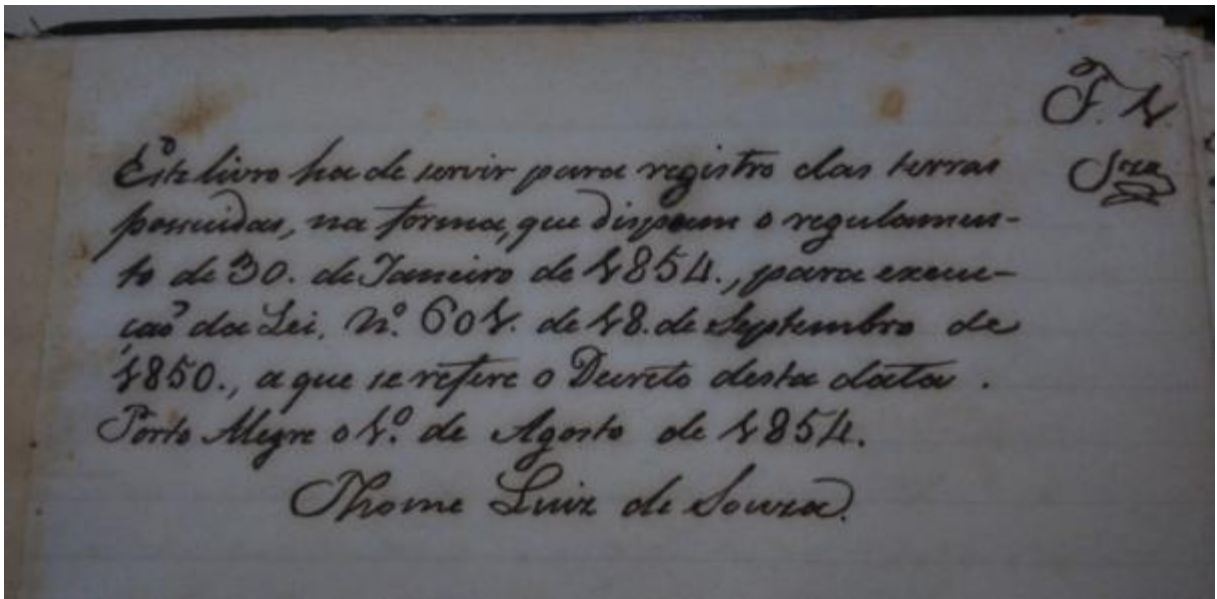 F. 1.
Este livro ha de servir para registro das terras
Sza
possuidas, na forma, que dispoem o regulamen-
to de 30. de Janeiro de 1854., para execu-
ção da Lei. Nº. 601. de 18. de Septembro de
1850., a que se refere o Decreto desta data.
Porto Alegre o 1º. de Agosto de 1854.
Thome Luiz de Souza.